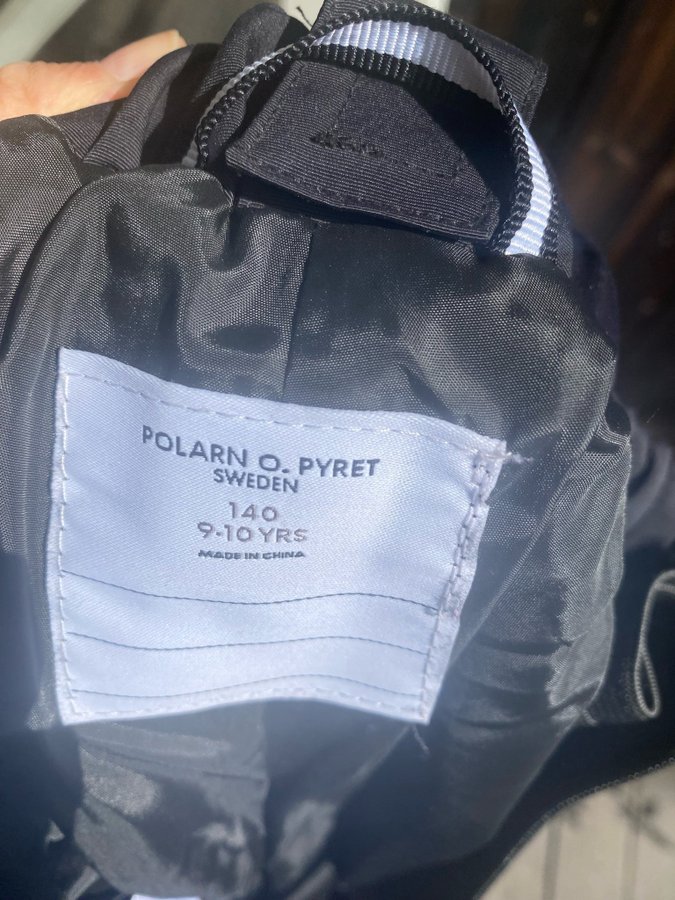 POLARN O. PYRET
SWEDEN
140
9-10 YRS
MADE IN CHINA